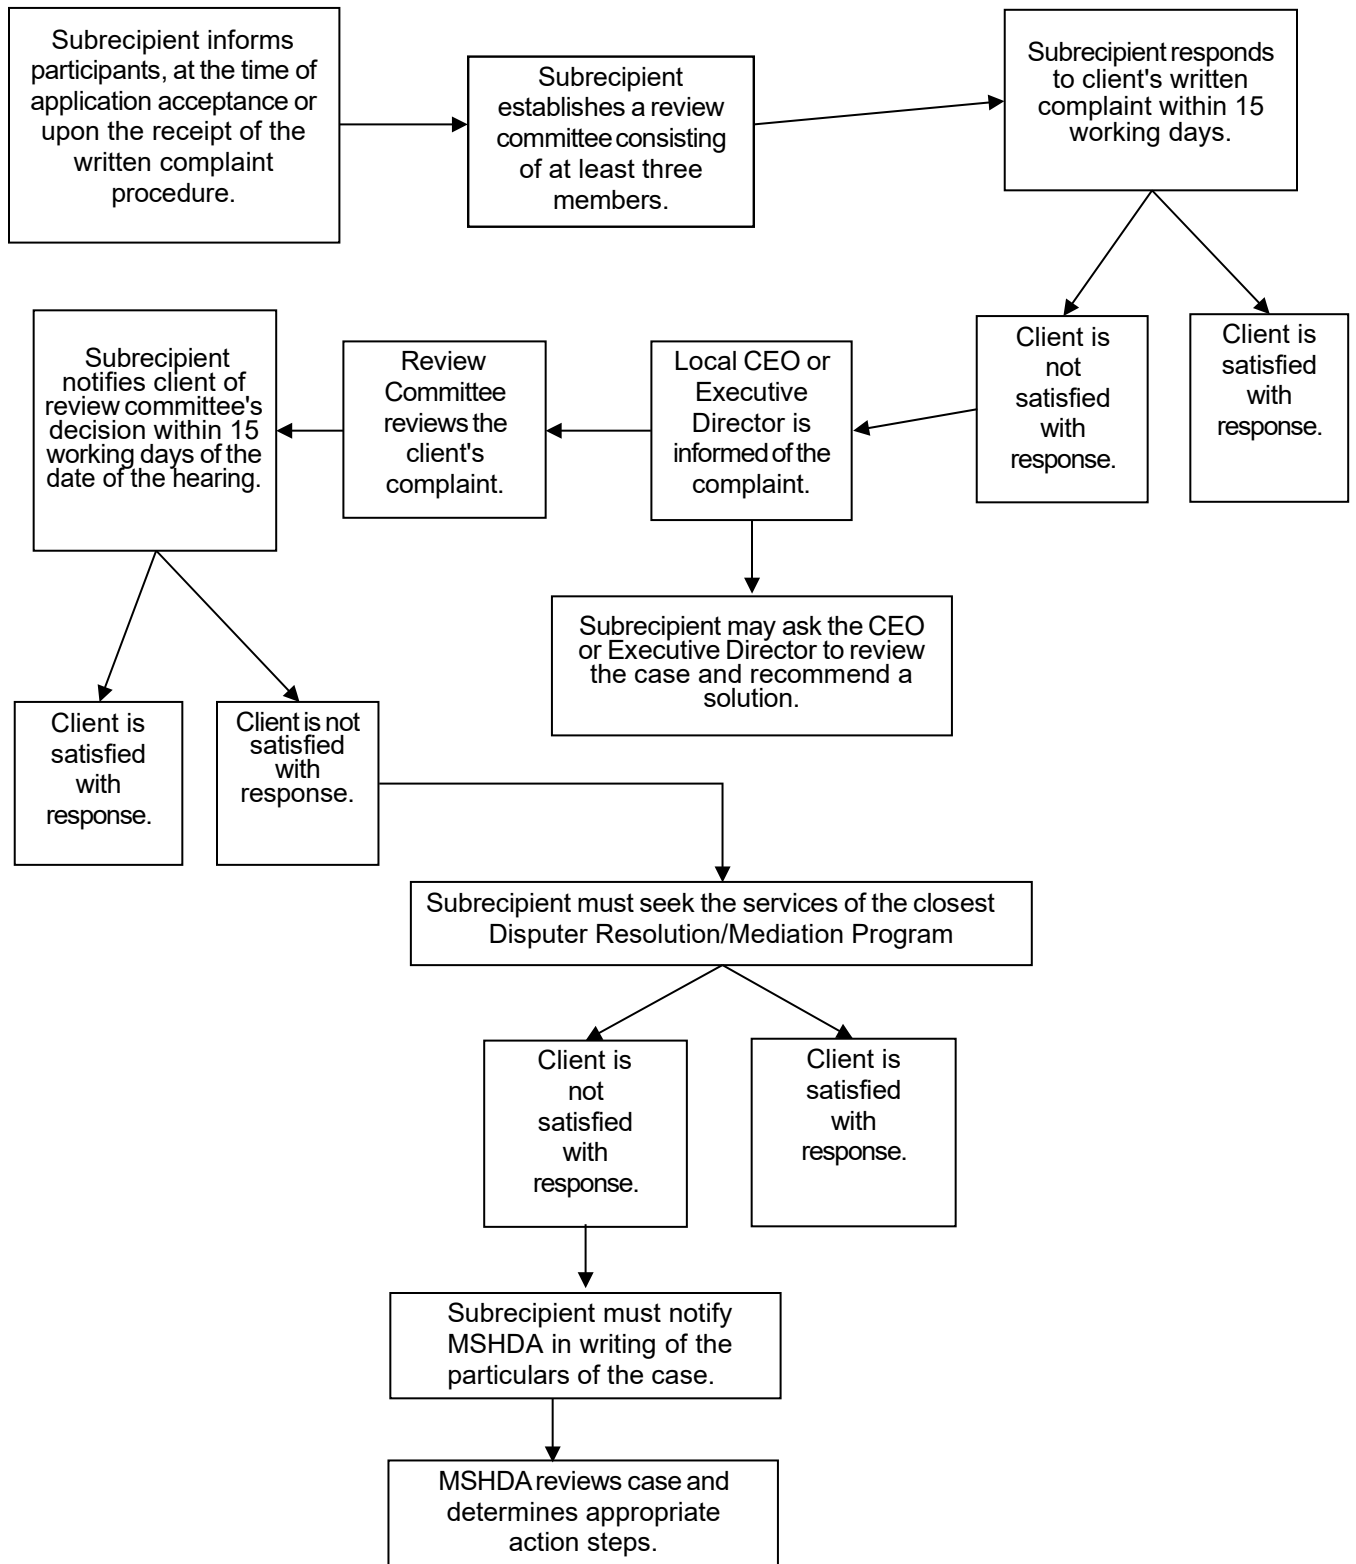 Subrecipient informs
participants, at the time of
application acceptance or
upon the receipt of the
written complaint
procedure.
Subrecipient
establishes a review
committee consisting
of at least three
members.
Subrecipient responds
to client's written
complaint within 15
working days.
Client is
not
satisfied
with
response.
Client is
satisfied
with
response.
Local CEO or
Executive
Director is
informed of the
complaint.
Review
Committee
reviews the
client's
complaint.
Subrecipient
notifies client of
review committee's
decision within 15
working days of the
date of the hearing.
Subrecipient may ask the CEO
or Executive Director to review
the case and recommend a
solution.
Client is
satisfied
with
response.
Client is not
satisfied
with
response.
Subrecipient must seek the services of the closest
Disputer Resolution/Mediation Program
Client is
not
satisfied
with
response.
Client is
satisfied
with
response.
Subrecipient must notify
MSHDA in writing of the
particulars of the case.
MSHDA reviews case and
determines appropriate
action steps.